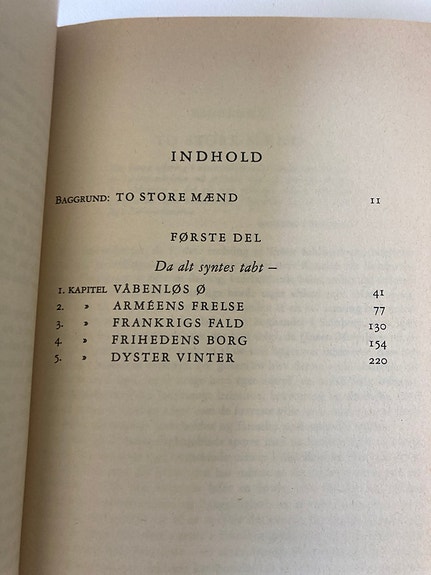 INDHOLD
BAGGRUND: TO STORE MÆND 11
FØRSTE DEL
Da alt syntes tabt –
1. KAPITEL VÅBENLØS Ø 41
2. » ARMÉENS FRELSE 77
3. » FRANKRIGS FALD 130
4. » FRIHEDENS BORG 154
5. » DYSTER VINTER 220